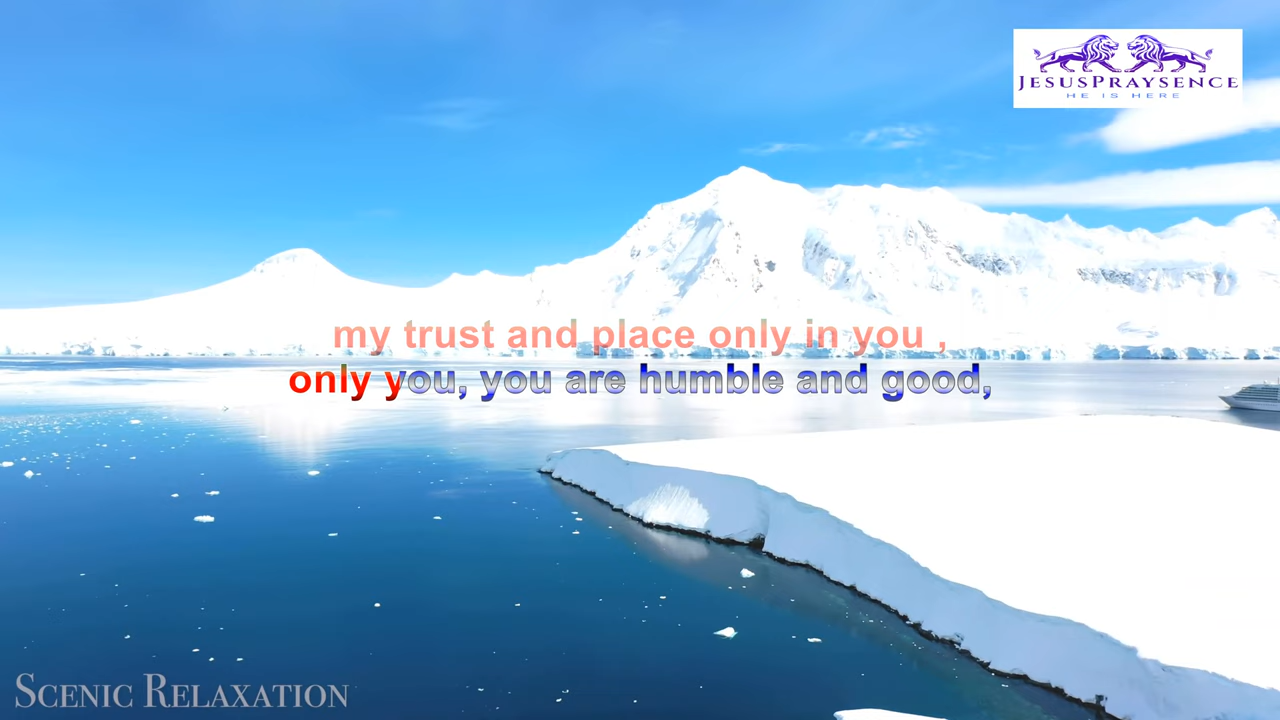 JESUSPRAYSENCE
HE IS HERE
my trust and place only in you ,
only you, you are humble and good,
SCENIC RELAXATION